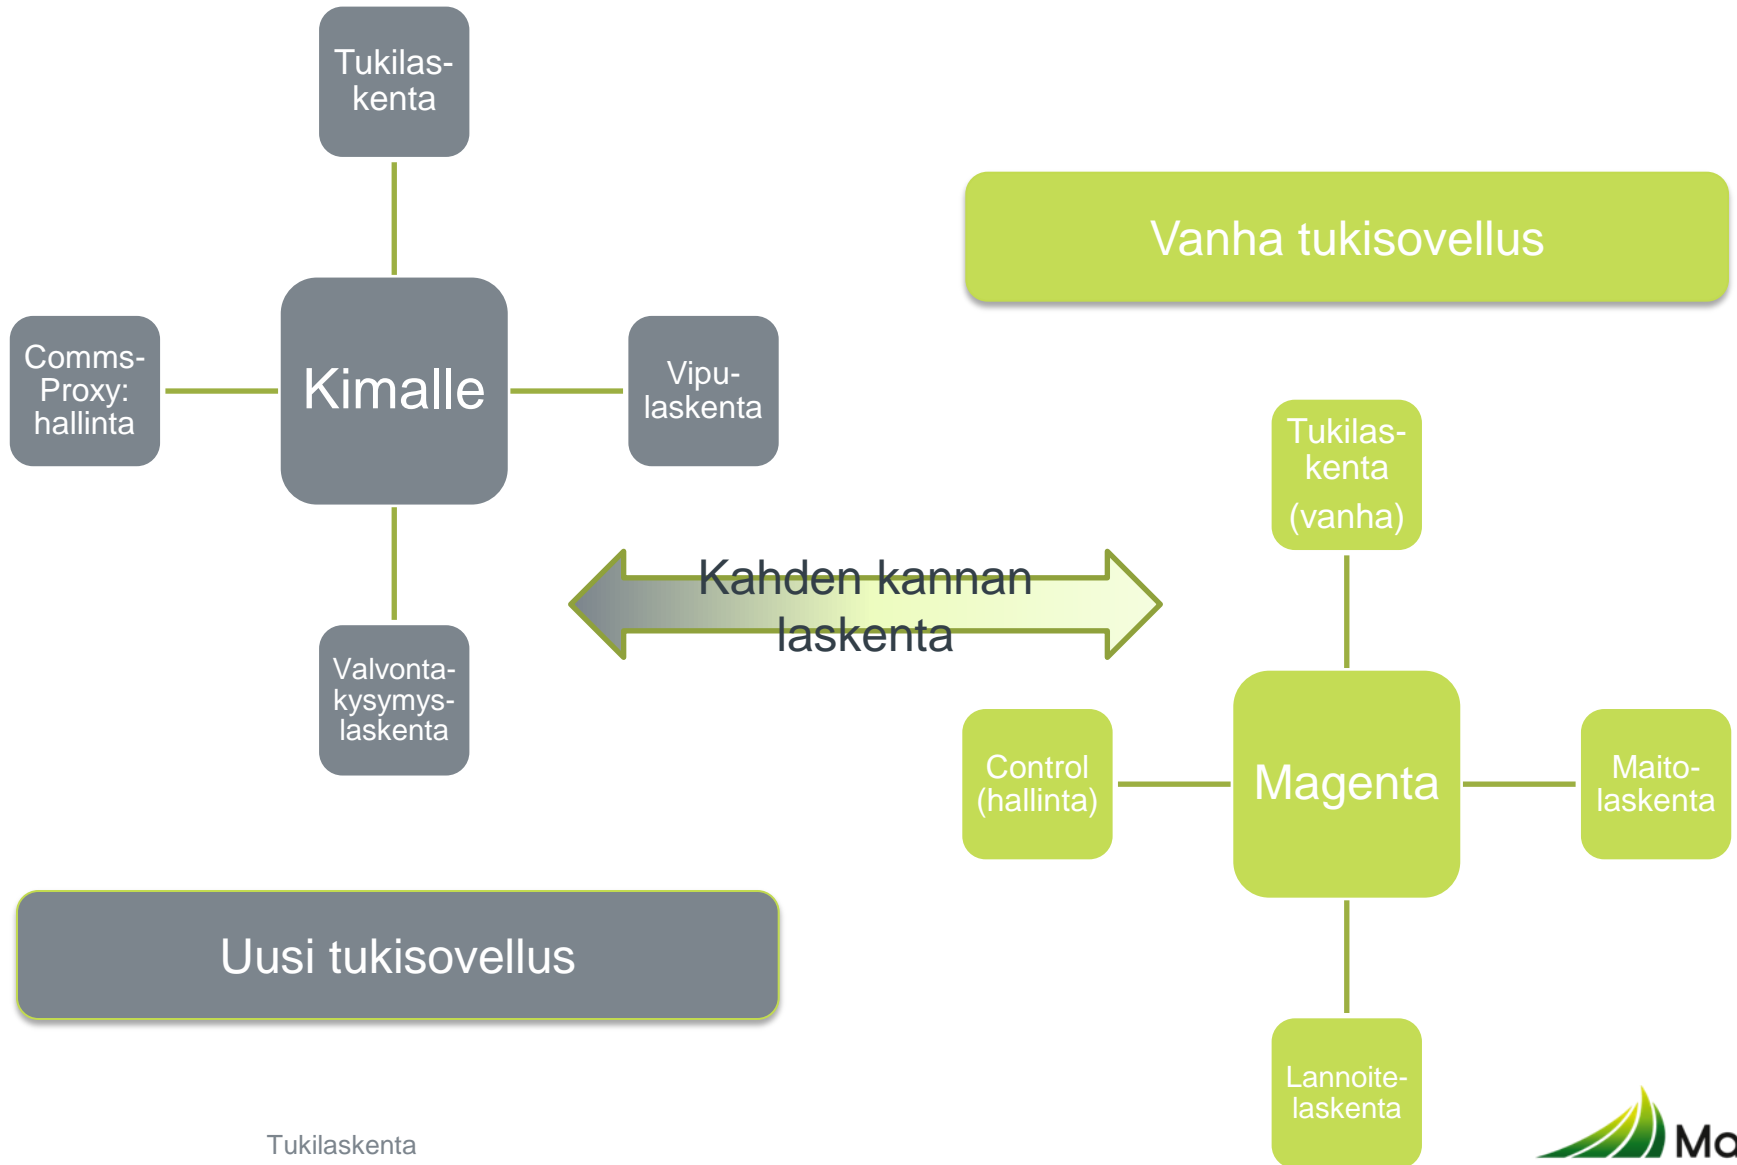 Tukilas-
kenta
Vanha tukisovellus
Comms-
Proxy:
hallinta
Kimalle
Vipu-
laskenta
Tukilas-
kenta
(vanha)
Kahden kannan
laskenta
Valvonta-
kysymys-
laskenta
Control
(hallinta)
Magenta
Maito-
laskenta
Uusi tukisovellus
Lannoite-
laskenta
Tukilaskenta
Ma